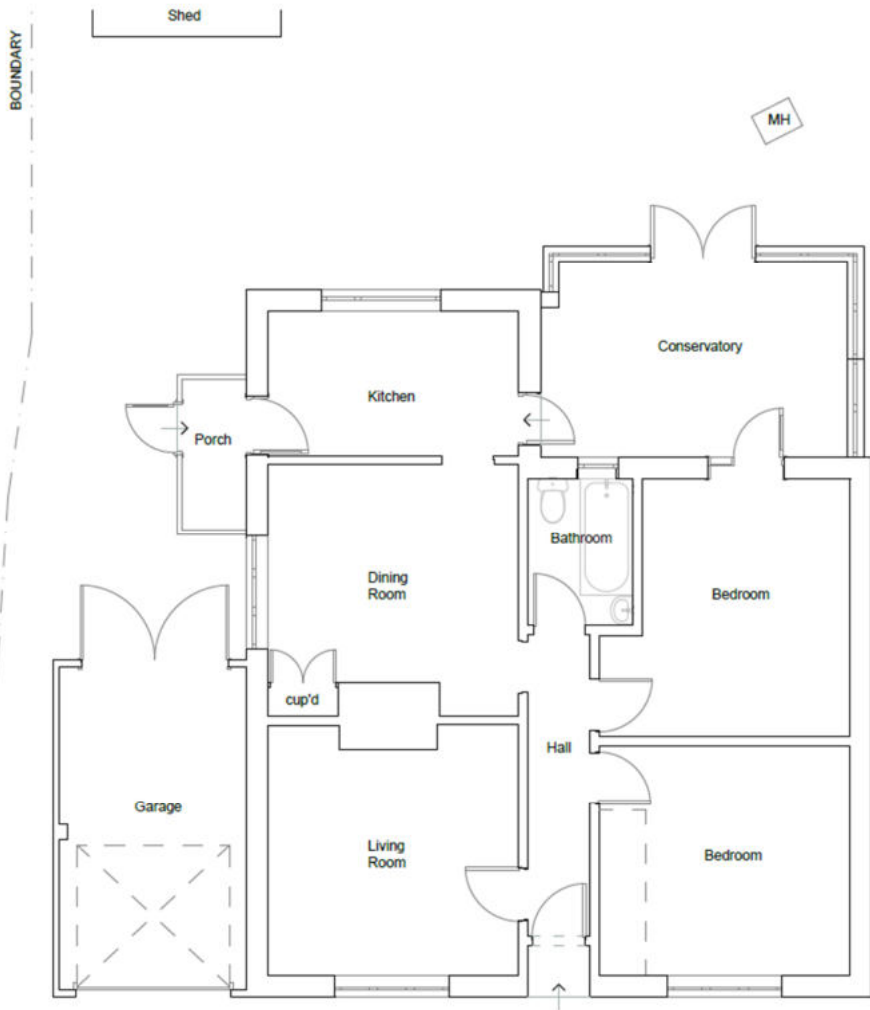 Shed
BOUNDARY
MH
Conservatory
Kitchen
Porch
Bathroom
Dining
Room
Bedroom
cup'd
Hall
Garage
Living
Room
Bedroom